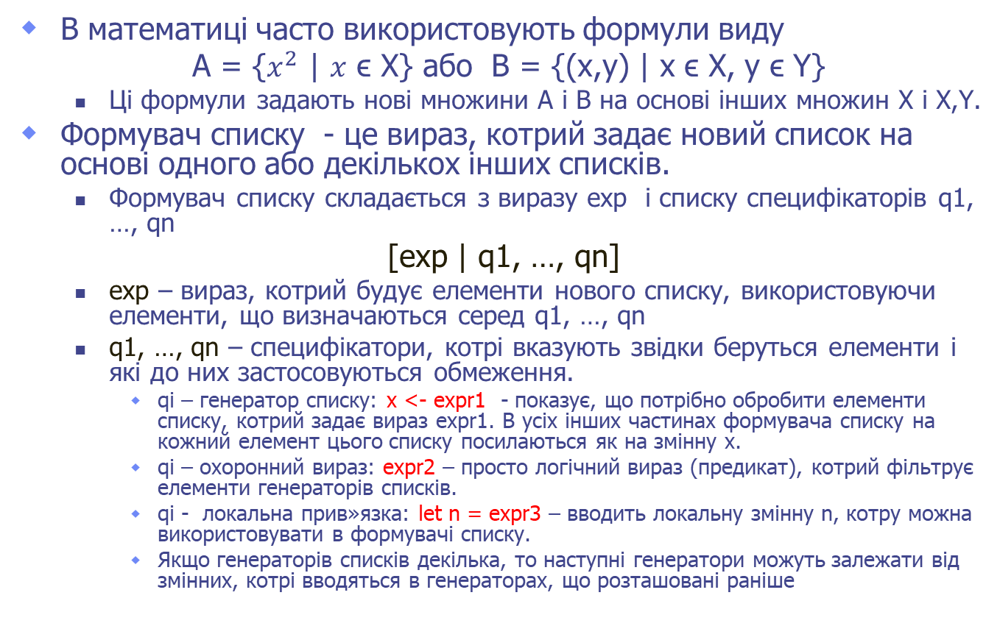 В математиці часто використовують формули виду
A = {𝑥² | 𝑥 є X} або B = {(x,y) | x є X, y є Y}
Ці формули задають нові множини A і B на основі інших множин X і X,Y.
Формувач списку - це вираз, котрий задає новий список на
основі одного або декількох інших списків.
Формувач списку складається з виразу exp і списку специфікаторів q1,
…, qn
[exp | q1, …, qn]
exp – вираз, котрий будує елементи нового списку, використовуючи
елементи, що визначаються серед q1, …, qn
q1, …, qn – специфікатори, котрі вказують звідки беруться елементи і
які до них застосовуються обмеження.
qi – генератор списку: x <- expr1 - показує, що потрібно обробити елементи
списку, котрий задає вираз expr1. В усіх інших частинах формувача списку на
кожний елемент цього списку посилаються як на змінну x.
qi – охоронний вираз: expr2 – просто логічний вираз (предикат), котрий фільтрує
елементи генераторів списків.
qi - локальна прив»язка: let n = expr3 – вводить локальну змінну n, котру можна
використовувати в формувачі списку.
Якщо генераторів списків декілька, то наступні генератори можуть залежати від
змінних, котрі вводяться в генераторах, що розташовані раніше